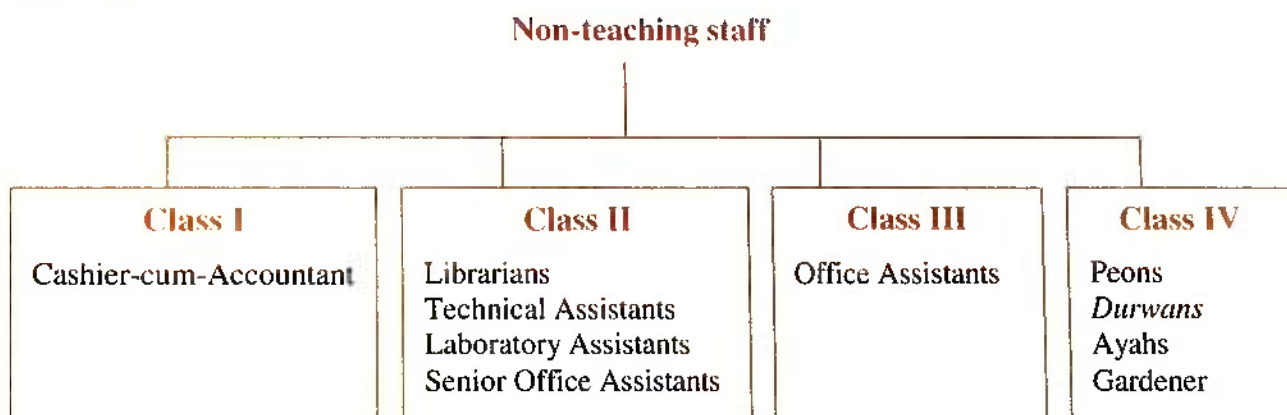 Non-teaching staff
Class I
Cashier-cum-Accountant
Class II
Librarians
Technical Assistants
Laboratory Assistants
Senior Office Assistants
Class III
Office Assistants
Class IV
Peons
Durwans
Ayahs
Gardener